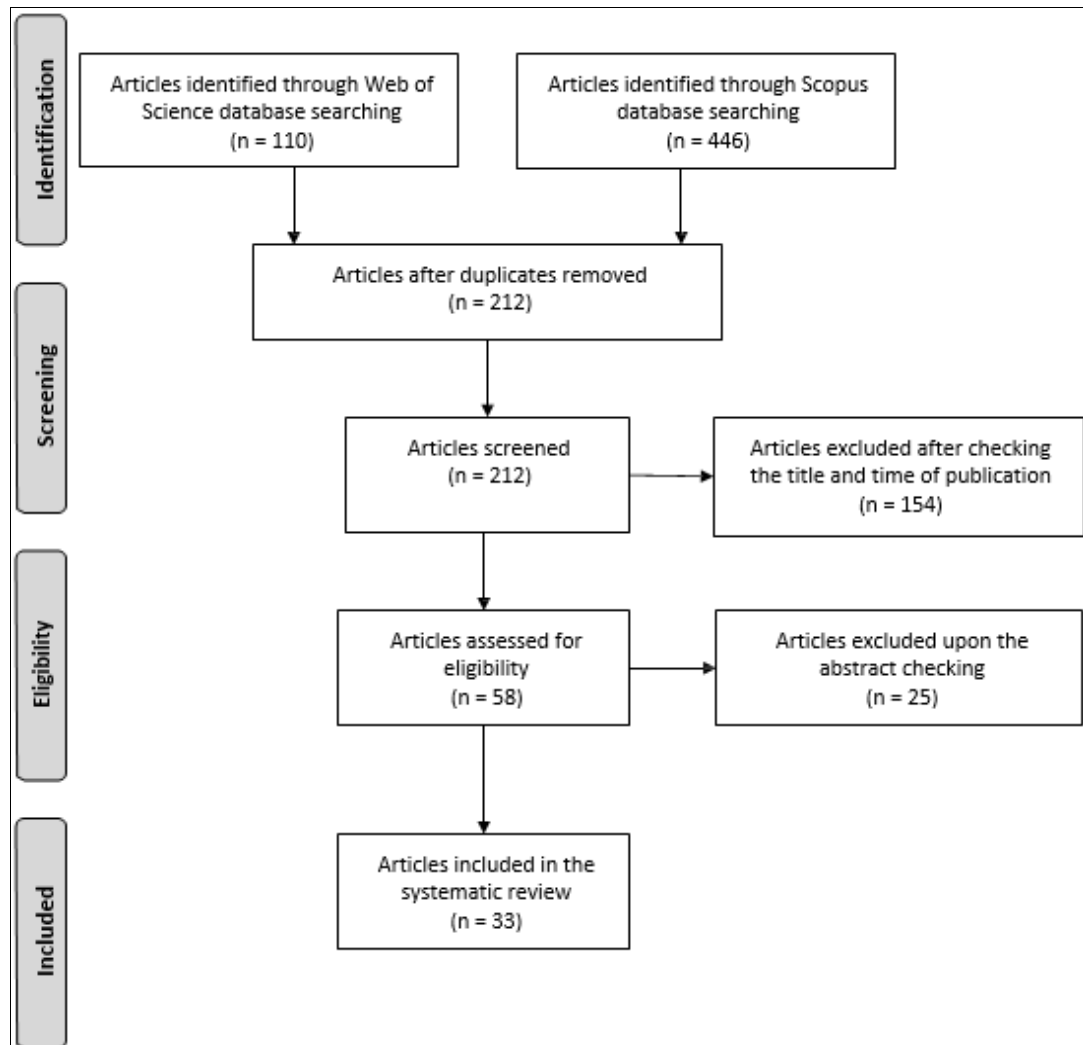 Identification
Articles identified through Web of
Science database searching
(n = 110)
Articles identified through Scopus
database searching
(n = 446)
Articles after duplicates removed
(n = 212)
Screening
Articles screened
(n = 212)
Articles excluded after checking
the title and time of publication
(n = 154)
Eligibility
Articles assessed for
eligibility
(n = 58)
Articles excluded upon the
abstract checking
(n = 25)
Included
Articles included in the
systematic review
(n = 33)